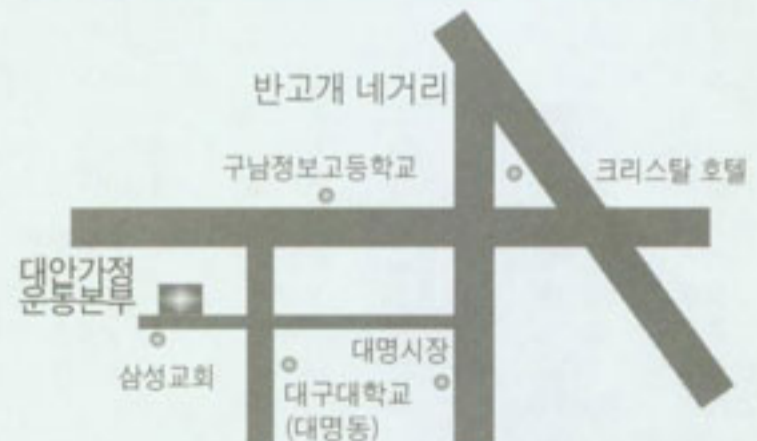 반고개 네거리
구남정보고등학교
크리스탈 호텔
대안가정
운동본부
대명시장
삼성교회
대구대학교
(대명동)